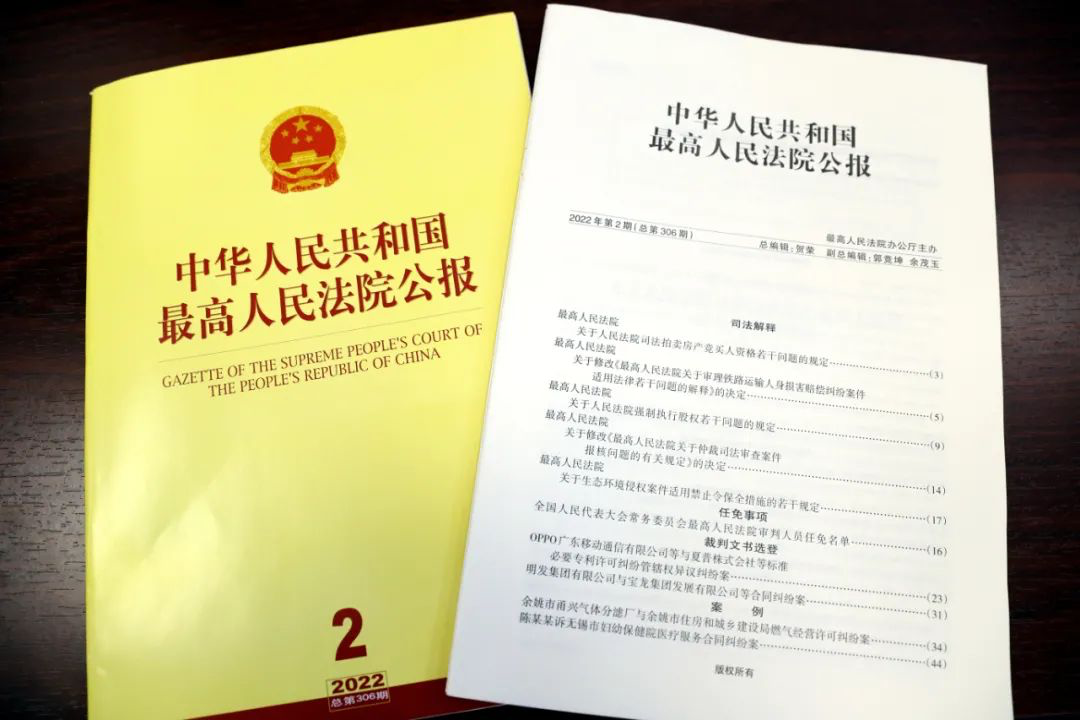 中华人民共和国
最高人民法院公报
GAZETTE OF THE SUPREME PEOPLE'S COURT OF
THE PEOPLE'S REPUBLIC OF CHINA
2
2022
总第306期
中华人民共和国
最高人民法院公报
2022年第2期(总第306期)
最高人民法院办公厅主办
总编辑:贺荣 副总编辑:郭竞坤 余茂玉
司法解释
最高人民法院
关于人民法院司法拍卖房产竞买人资格若干问题的规定……(3)
最高人民法院
关于修改《最高人民法院关于审理铁路运输人身损害赔偿纠纷案件
适用法律若干问题的解释》的决定……(5)
最高人民法院
关于人民法院强制执行股权若干问题的规定……(9)
最高人民法院
关于修改《最高人民法院关于仲裁司法审查案件
报核问题的有关规定》的决定……(14)
最高人民法院
关于生态环境侵权案件适用禁止令保全措施的若干规定……(17)
任免事项
全国人民代表大会常务委员会最高人民法院审判人员任免名单……(16)
裁判文书选登
OPPO广东移动通信有限公司等与夏普株式会社等标准
必要专利许可纠纷管辖权异议纠纷案……(23)
明发集团有限公司与宝龙集团发展有限公司等合同纠纷案……(31)
案 例
余姚市甬兴气体分滤厂与余姚市住房和城乡建设局燃气经营许可纠纷案……(34)
陈某某诉无锡市妇幼保健院医疗服务合同纠纷案……(44)
版权所有